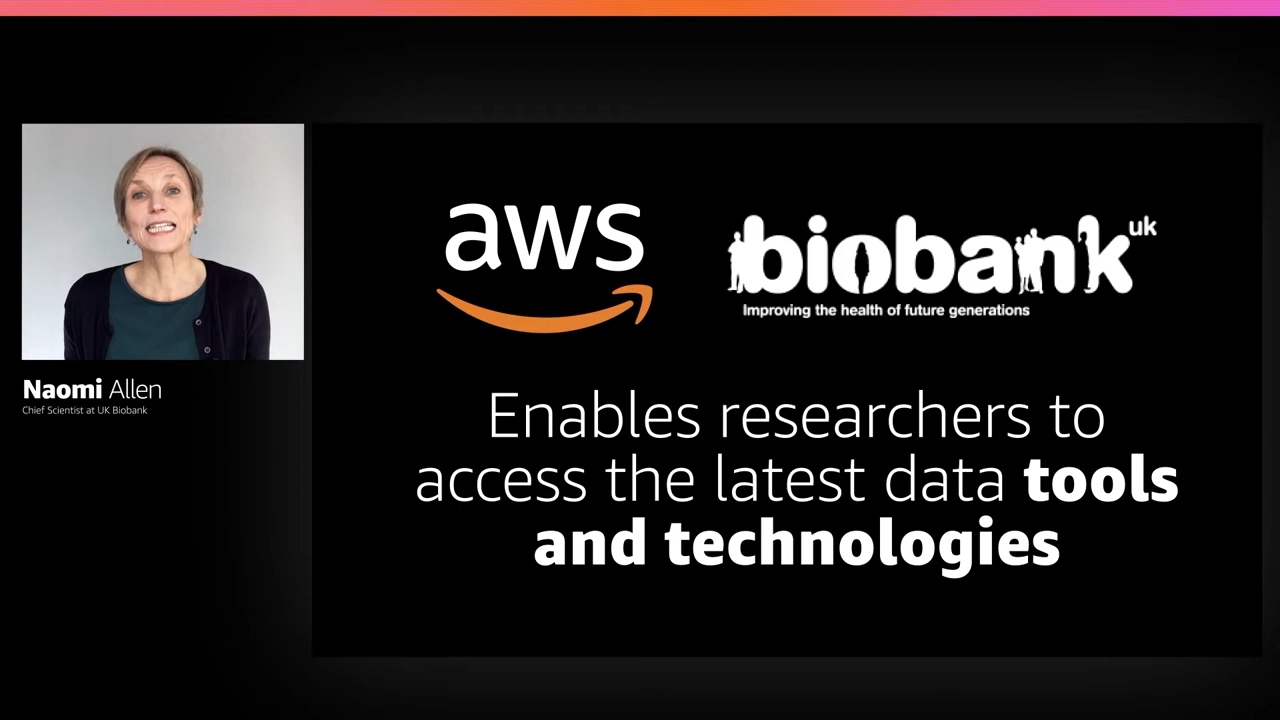 Naomi Allen
Chief Scientist at UK Biobank
aws
biobank uk
Improving the health of future generations
Enables researchers to
access the latest data tools
and technologies